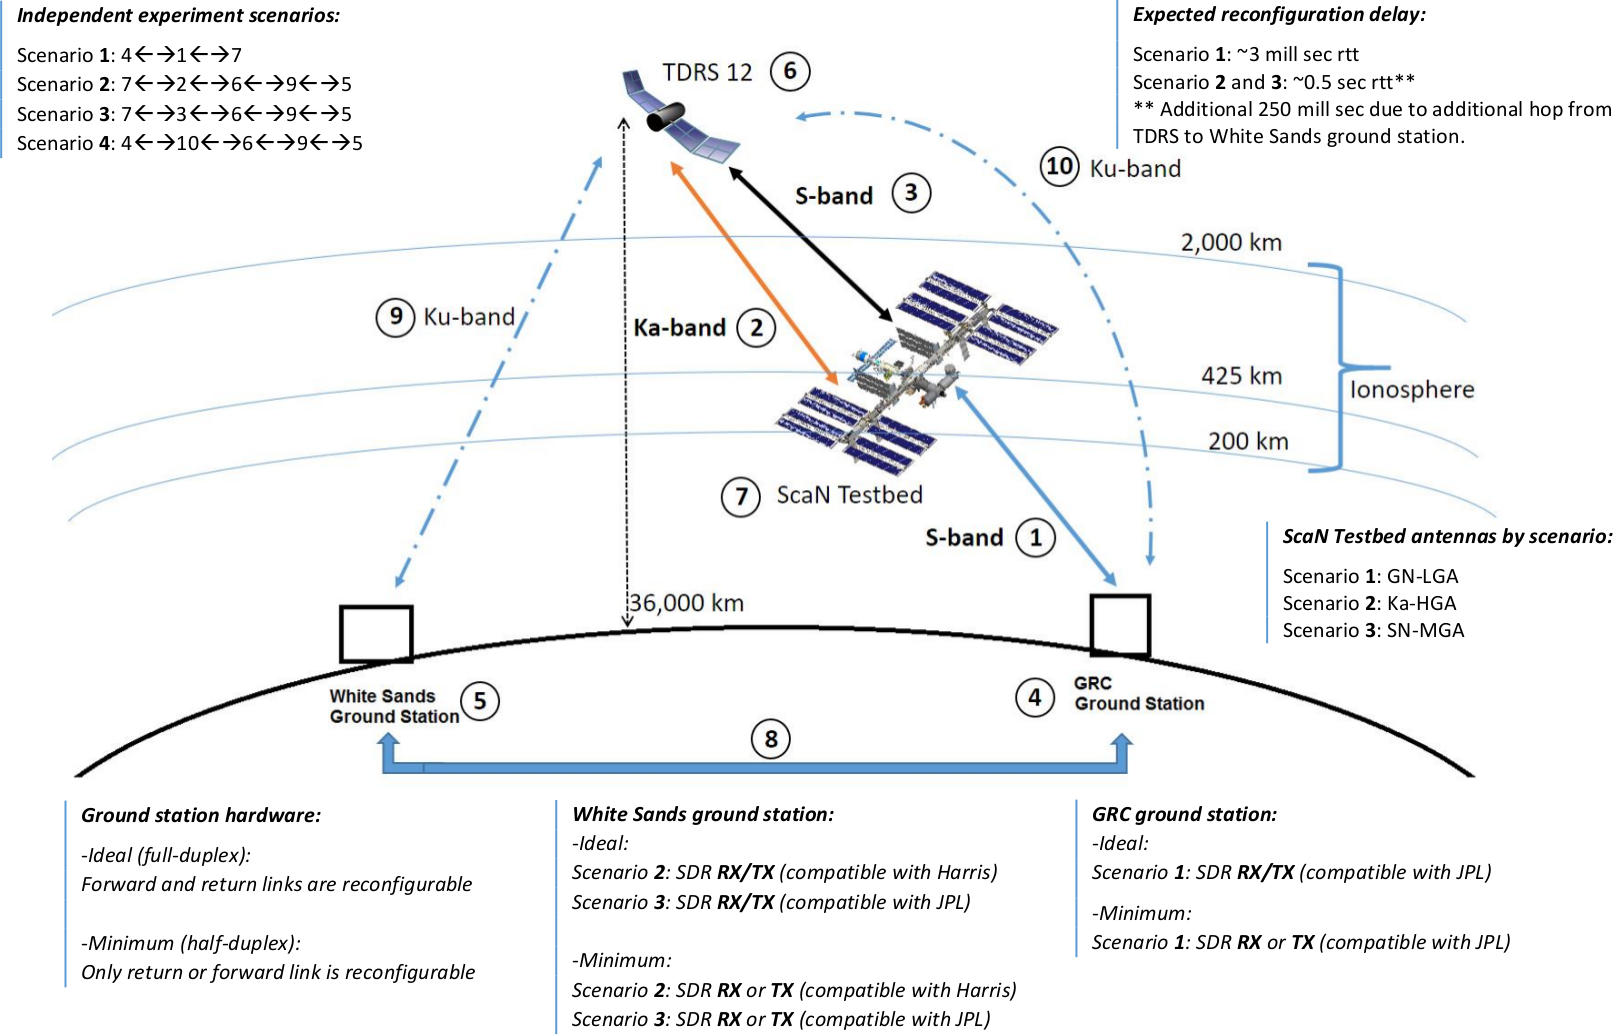 Independent experiment scenarios:
Scenario 1: 4←→1←→7
Scenario 2: 7←→2←→6←→9←→5
Scenario 3: 7←→3←→6←→9←→5
Scenario 4: 4←→10←→6←→9←→5
Expected reconfiguration delay:
Scenario 1: ~3 mill sec rtt
Scenario 2 and 3: ~0.5 sec rtt**
** Additional 250 mill sec due to additional hop from
TDRS to White Sands ground station.
TDRS 12 6
10 Ku-band
S-band 3
2,000 km
9 Ku-band
Ka-band 2
425 km
Ionosphere
200 km
7 ScaN Testbed
S-band 1
ScaN Testbed antennas by scenario:
Scenario 1: GN-LGA
Scenario 2: Ka-HGA
Scenario 3: SN-MGA
36,000 km
White Sands
Ground Station
5
4
GRC
Ground Station
8
Ground station hardware:
-Ideal (full-duplex):
Forward and return links are reconfigurable
-Minimum (half-duplex):
Only return or forward link is reconfigurable
White Sands ground station:
-Ideal:
Scenario 2: SDR RX/TX (compatible with Harris)
Scenario 3: SDR RX/TX (compatible with JPL)
-Minimum:
Scenario 2: SDR RX or TX (compatible with Harris)
Scenario 3: SDR RX or TX (compatible with JPL)
GRC ground station:
-Ideal:
Scenario 1: SDR RX/TX (compatible with JPL)
-Minimum:
Scenario 1: SDR RX or TX (compatible with JPL)